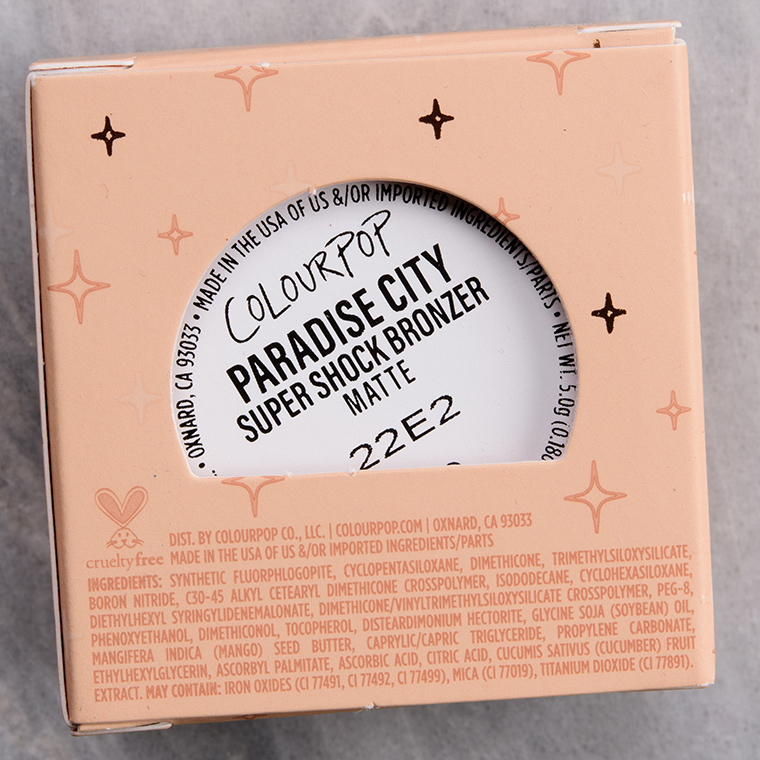 • OXNARD, CA 93033 • MADE IN THE USA OF US &/OR IMPORTED INGREDIENTS/PARTS • NET WT. 5.0g (0.18
COLOURPOP
PARADISE CITY
SUPER SHOCK BRONZER
MATTE
22E2
crueltyfree
DIST. BY COLOURPOP CO., LLC. | COLOURPOP.COM | OXNARD, CA 93033
MADE IN THE USA OF US &/OR IMPORTED INGREDIENTS/PARTS
INGREDIENTS: SYNTHETIC FLUORPHLOGOPITE, CYCLOPENTASILOXANE, DIMETHICONE, TRIMETHYLSILOXYSILICATE,
BORON NITRIDE, C30-45 ALKYL CETEARYL DIMETHICONE CROSSPOLYMER, ISODODECANE, CYCLOHEXASILOXANE,
DIETHYLHEXYL SYRINGYLIDENEMALONATE, DIMETHICONE/VINYLTRIMETHYLSILOXYSILICATE CROSSPOLYMER, PEG-8,
PHENOXYETHANOL, DIMETHICONOL, TOCOPHEROL, DISTEARDIMONIUM HECTORITE, GLYCINE SOJA (SOYBEAN) OIL,
MANGIFERA INDICA (MANGO) SEED BUTTER, CAPRYLIC/CAPRIC TRIGLYCERIDE, PROPYLENE CARBONATE,
ETHYLHEXYLGLYCERIN, ASCORBYL PALMITATE, ASCORBIC ACID, CITRIC ACID, CUCUMIS SATIVUS (CUCUMBER) FRUIT
EXTRACT. MAY CONTAIN: IRON OXIDES (CI 77491, CI 77492, CI 77499), MICA (CI 77019), TITANIUM DIOXIDE (CI 77891).